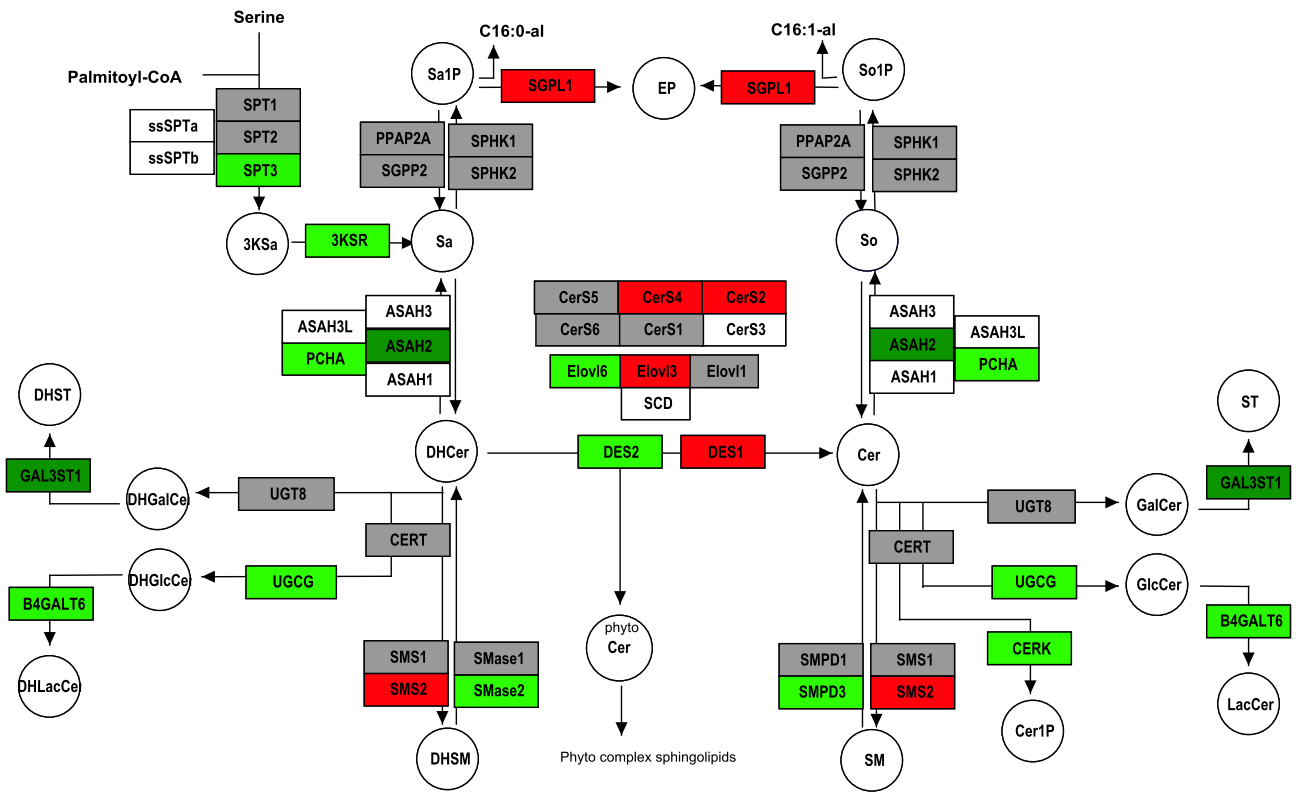 Serine
C16:0-al
C16:1-al
Palmitoyl-CoA
Sa1P
SGPL1
EP
SGPL1
So1P
SPT1
ssSPTa
SPT2
ssSPTb
SPT3
PPAP2A
SPHK1
SGPP2
SPHK2
PPAP2A
SPHK1
SGPP2
SPHK2
3KSa
3KSR
Sa
So
CerS5
CerS4
CerS2
CerS6
CerS1
CerS3
ASAH3
ASAH3L
ASAH2
PCHA
ASAH1
ASAH3
ASAH3L
ASAH2
PCHA
ASAH1
Elovl6
Elovl3
Elovl1
SCD
DHST
ST
DHCer
DES2
DES1
Cer
GAL3ST1
DHGalCer
UGT8
UGT8
GalCer
GAL3ST1
CERT
CERT
DHGlcCer
UGCG
UGCG
GlcCer
B4GALT6
B4GALT6
phyto
Cer
CERK
SMS1
SMase1
SMS2
SMase2
SMPD1
SMS1
SMPD3
SMS2
DHLacCer
LacCer
Cer1P
DHSM
Phyto complex sphingolipids
SM